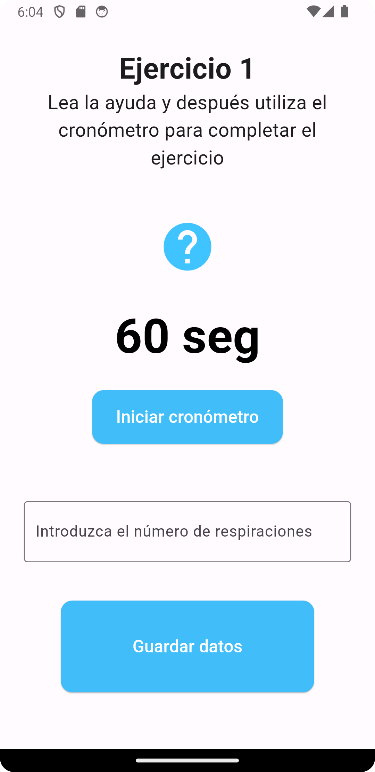 6:04
Ejercicio 1
Lea la ayuda y después utiliza el
cronómetro para completar el
ejercicio
?
60 seg
Iniciar cronómetro
Introduzca el número de respiraciones
Guardar datos